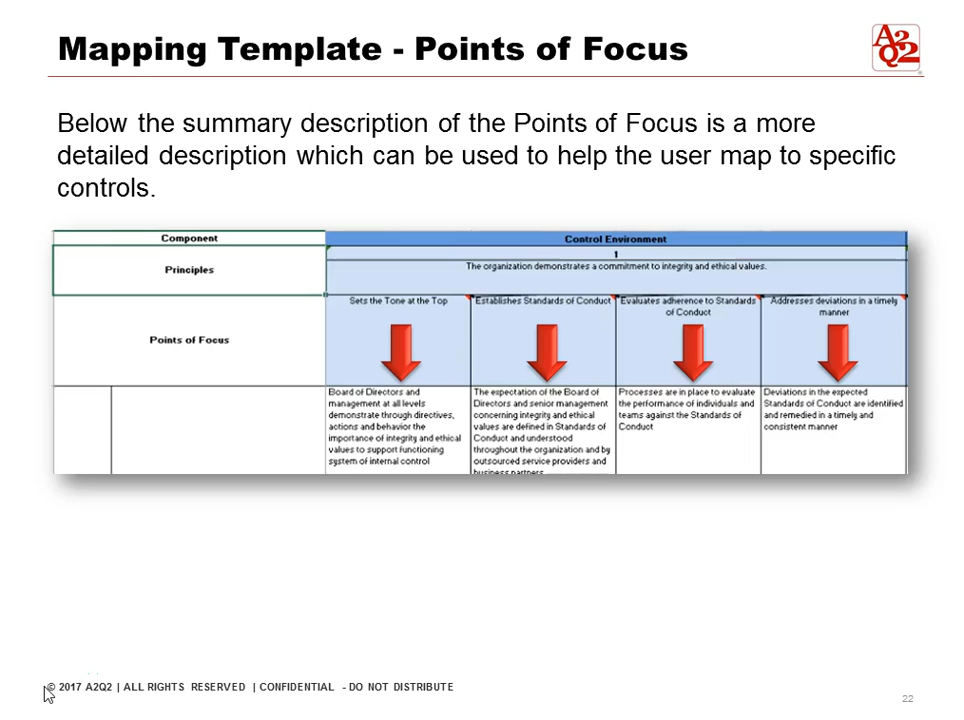 Mapping Template - Points of Focus
A2Q2
Below the summary description of the Points of Focus is a more
detailed description which can be used to help the user map to specific
controls.
Component
Control Environment
Principles
1
The organization demonstrates a commitment to integrity and ethical values.
Points of Focus
Sets the Tone at the Top
Establishes Standards of Conduct
Evaluates adherence to Standards
of Conduct
Addresses deviations in a timely
manner
Board of Directors and
management at all levels
demonstrate through directives,
actions and behavior the
importance of integrity and ethical
values to support functioning
system of internal control
The expectation of the Board of
Directors and senior management
concerning integrity and ethical
values are defined in Standards of
Conduct and understood
throughout the organization and by
outsourced service providers and
business partners
Processes are in place to evaluate
the performance of individuals and
teams against the Standards of
Conduct
Deviations in the expected
Standards of Conduct are identified
and remedied in a timely and
consistent manner
© 2017 A2Q2 | ALL RIGHTS RESERVED | CONFIDENTIAL - DO NOT DISTRIBUTE
22